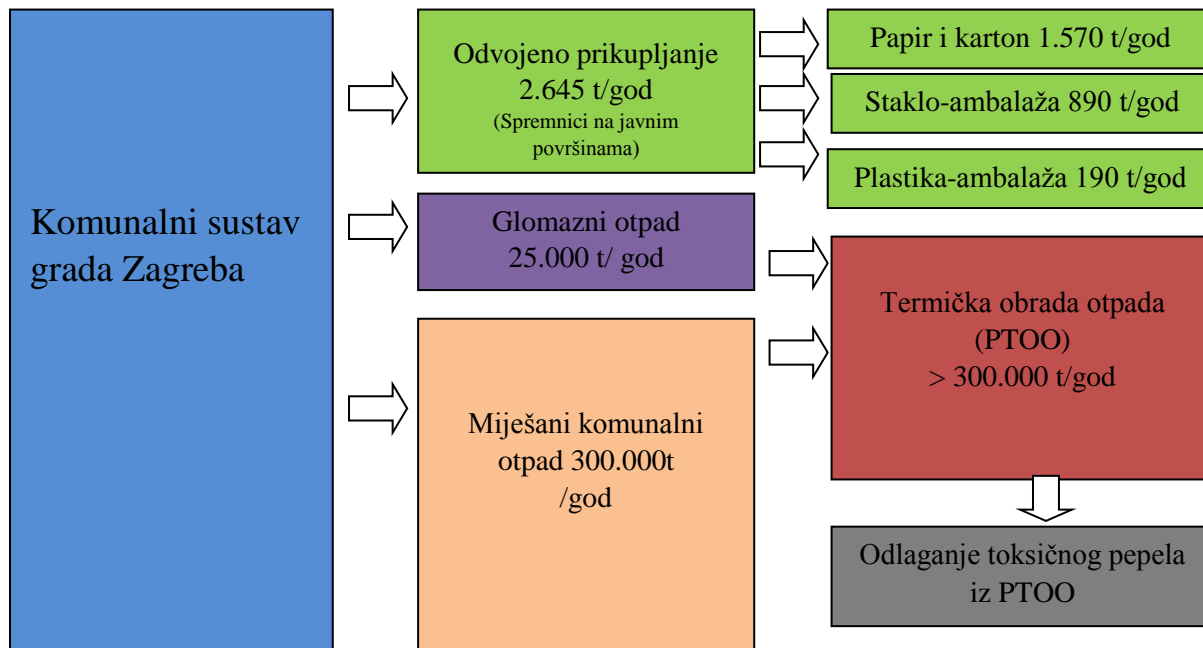 Komunalni sustav
grada Zagreba
Odvojeno prikupljanje
2.645 t/god
(Spremnici na javnim
površinama)
Papir i karton 1.570 t/god
Staklo-ambalaža 890 t/god
Plastika-ambalaža 190 t/god
Glomazni otpad
25.000 t/ god
Miješani komunalni
otpad 300.000t
/god
Termička obrada otpada
(PTOO)
> 300.000 t/god
Odlaganje toksičnog pepela
iz PTOO